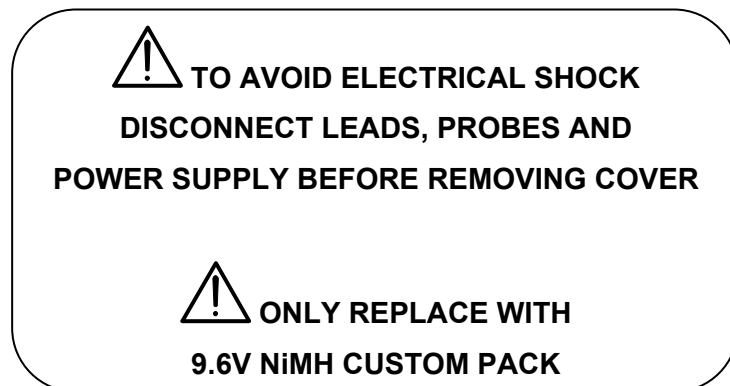 TO AVOID ELECTRICAL SHOCK
DISCONNECT LEADS, PROBES AND
POWER SUPPLY BEFORE REMOVING COVER
ONLY REPLACE WITH
9.6V NiMH CUSTOM PACK